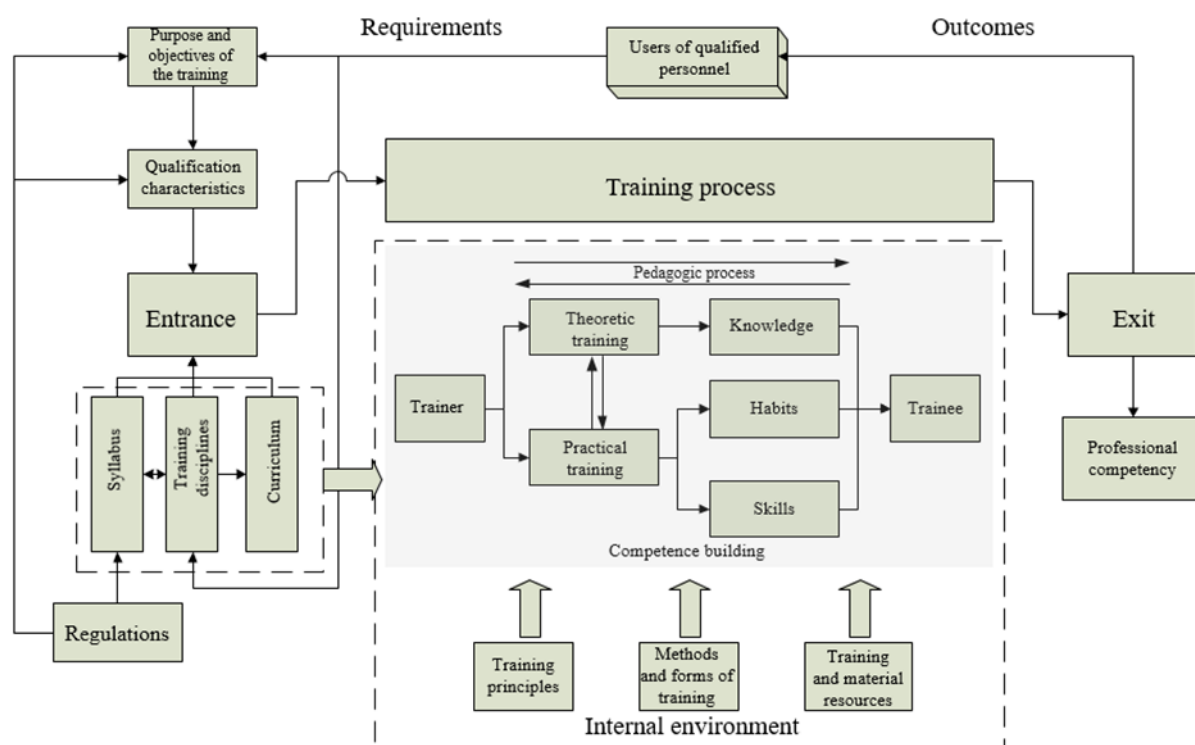 Requirements
Outcomes
Purpose and
objectives of
the training
Users of qualified
personnel
Qualification
characteristics
Training process
Pedagogic process
Entrance
Theoretic
training
Knowledge
Exit
Trainer
Habits
Trainee
Syllabus
Training
disciplines
Curriculum
Practical
training
Professional
competency
Skills
Competence building
Regulations
Training
principles
Methods
and forms of
training
Training
and material
resources
Internal environment